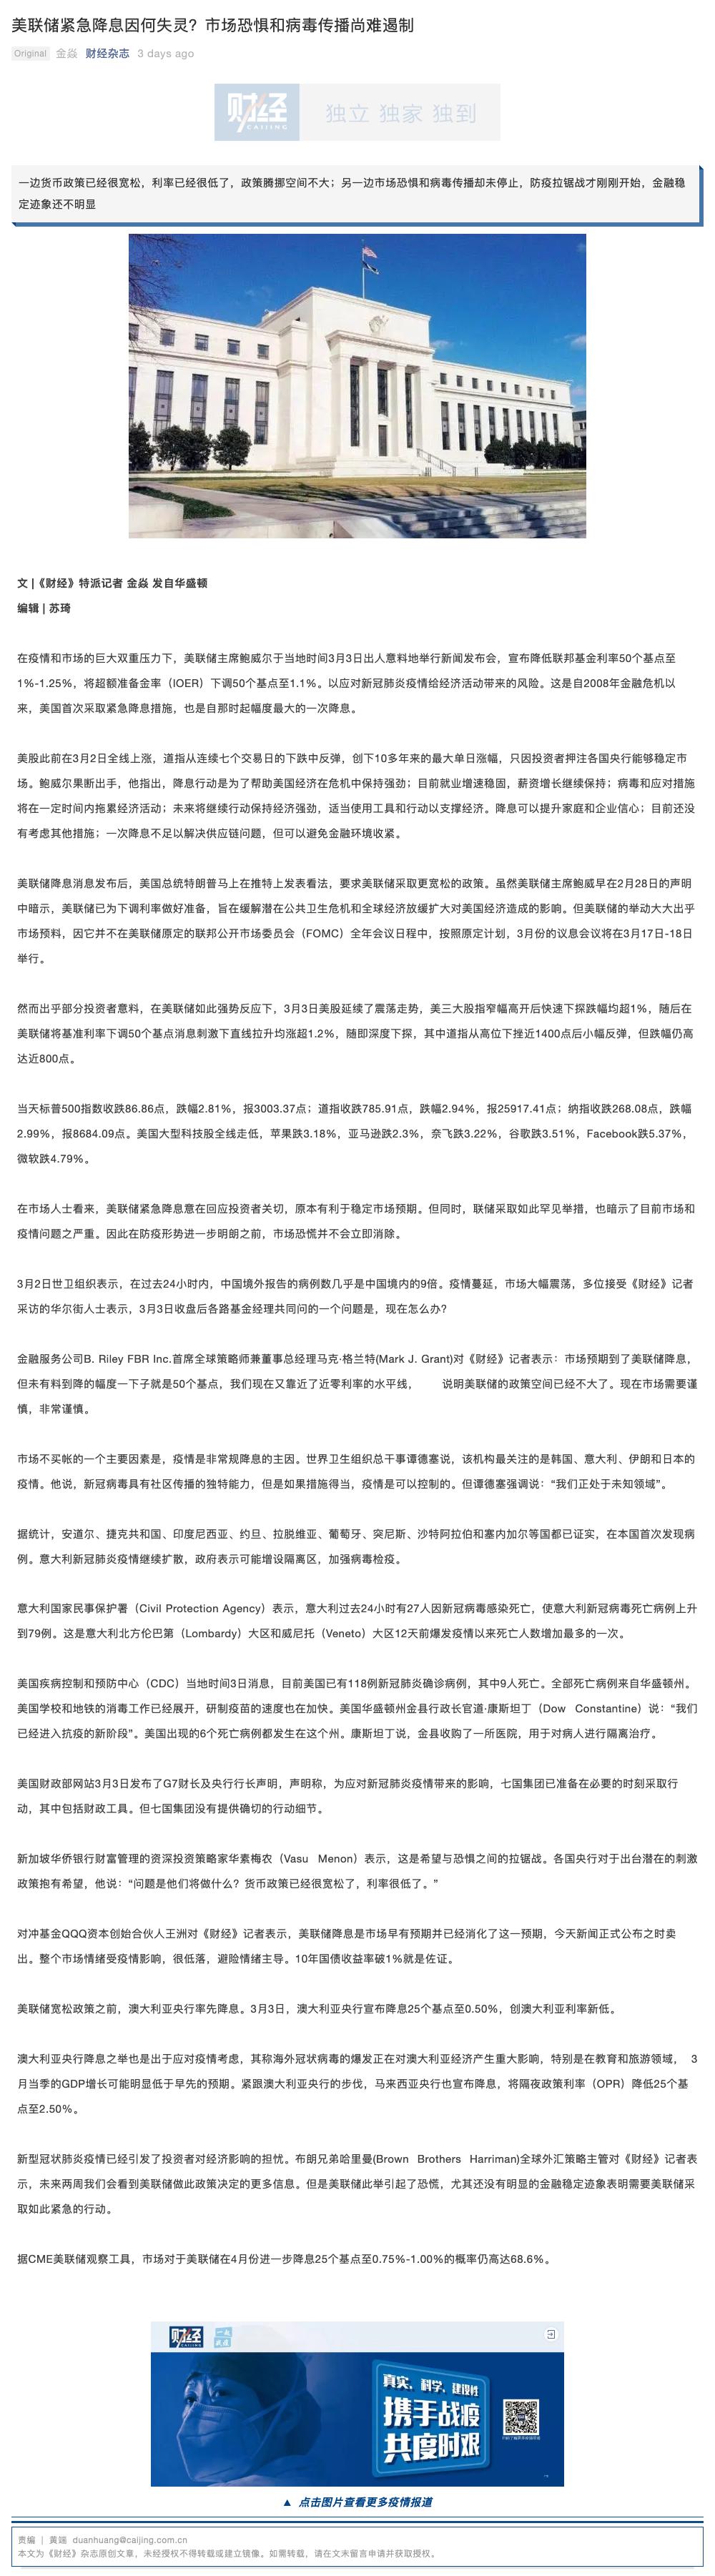 美联储紧急降息因何失灵？市场恐惧和病毒传播尚难遏制
Original 金焱 财经杂志 3 days ago
财经 CAIJING 独立 独家 独到
一边货币政策已经很宽松，利率已经很低了，政策腾挪空间不大；另一边市场恐惧和病毒传播却未停止，防疫拉锯战才刚刚开始，金融稳
定迹象还不明显
文 |《财经》特派记者 金焱 发自华盛顿
编辑 | 苏琦
在疫情和市场的巨大双重压力下，美联储主席鲍威尔于当地时间3月3日出人意料地举行新闻发布会，宣布降低联邦基金利率50个基点至
1%-1.25%，将超额准备金率（IOER）下调50个基点至1.1%。以应对新冠肺炎疫情给经济活动带来的风险。这是自2008年金融危机以
来，美国首次采取紧急降息措施，也是自那时起幅度最大的一次降息。
美股此前在3月2日全线上涨，道指从连续七个交易日的下跌中反弹，创下10多年来的最大单日涨幅，只因投资者押注各国央行能够稳定市
场。鲍威尔果断出手，他指出，降息行动是为了帮助美国经济在危机中保持强劲；目前就业增速稳固，薪资增长继续保持；病毒和应对措施
将在一定时间内拖累经济活动；未来将继续行动保持经济强劲，适当使用工具和行动以支撑经济。降息可以提升家庭和企业信心；目前还没
有考虑其他措施；一次降息不足以解决供应链问题，但可以避免金融环境收紧。
美联储降息消息发布后，美国总统特朗普马上在推特上发表看法，要求美联储采取更宽松的政策。虽然美联储主席鲍威早在2月28日的声明
中暗示，美联储已为下调利率做好准备，旨在缓解潜在公共卫生危机和全球经济放缓扩大对美国经济造成的影响。但美联储的举动大大出乎
市场预料，因它并不在美联储原定的联邦公开市场委员会（FOMC）全年会议日程中，按照原定计划，3月份的议息会议将在3月17日-18日
举行。
然而出乎部分投资者意料，在美联储如此强势反应下，3月3日美股延续了震荡走势，美三大股指窄幅高开后快速下探跌幅均超1%，随后在
美联储将基准利率下调50个基点消息刺激下直线拉升均涨超1.2%，随即深度下探，其中道指从高位下挫近1400点后小幅反弹，但跌幅仍高
达近800点。
当天标普500指数收跌86.86点，跌幅2.81%，报3003.37点；道指收跌785.91点，跌幅2.94%，报25917.41点；纳指收跌268.08点，跌幅
2.99%，报8684.09点。美国大型科技股全线走低，苹果跌3.18%，亚马逊跌2.3%，奈飞跌3.22%，谷歌跌3.51%，Facebook跌5.37%，
微软跌4.79%。
在市场人士看来，美联储紧急降息意在回应投资者关切，原本有利于稳定市场预期。但同时，联储采取如此罕见举措，也暗示了目前市场和
疫情问题之严重。因此在防疫形势进一步明朗之前，市场恐慌并不会立即消除。
3月2日世卫组织表示，在过去24小时内，中国境外报告的病例数几乎是中国境内的9倍。疫情蔓延，市场大幅震荡，多位接受《财经》记者
采访的华尔街人士表示，3月3日收盘后各路基金经理共同问的一个问题是，现在怎么办？
金融服务公司B. Riley FBR Inc.首席全球策略师兼董事总经理马克·格兰特(Mark J. Grant)对《财经》记者表示：市场预期到了美联储降息，
但未有料到降的幅度一下子就是50个基点，我们现在又靠近了近零利率的水平线， 说明美联储的政策空间已经不大了。现在市场需要谨
慎，非常谨慎。
市场不买帐的一个主要因素是，疫情是非常规降息的主因。世界卫生组织总干事谭德塞说，该机构最关注的是韩国、意大利、伊朗和日本的
疫情。他说，新冠病毒具有社区传播的独特能力，但是如果措施得当，疫情是可以控制的。但谭德塞强调说：“我们正处于未知领域”。
据统计，安道尔、捷克共和国、印度尼西亚、约旦、拉脱维亚、葡萄牙、突尼斯、沙特阿拉伯和塞内加尔等国都已证实，在本国首次发现病
例。意大利新冠肺炎疫情继续扩散，政府表示可能增设隔离区，加强病毒检疫。
意大利国家民事保护署（Civil Protection Agency）表示，意大利过去24小时有27人因新冠病毒感染死亡，使意大利新冠病毒死亡病例上升
到79例。这是意大利北方伦巴第（Lombardy）大区和威尼托（Veneto）大区12天前爆发疫情以来死亡人数增加最多的一次。
美国疾病控制和预防中心（CDC）当地时间3日消息，目前美国已有118例新冠肺炎确诊病例，其中9人死亡。全部死亡病例来自华盛顿州。
美国学校和地铁的消毒工作已经展开，研制疫苗的速度也在加快。美国华盛顿州金县行政长官道·康斯坦丁（Dow Constantine）说：“我们
已经进入抗疫的新阶段”。美国出现的6个死亡病例都发生在这个州。康斯坦丁说，金县收购了一所医院，用于对病人进行隔离治疗。
美国财政部网站3月3日发布了G7财长及央行行长声明，声明称，为应对新冠肺炎疫情带来的影响，七国集团已准备在必要的时刻采取行
动，其中包括财政工具。但七国集团没有提供确切的行动细节。
新加坡华侨银行财富管理的资深投资策略家华素梅农（Vasu Menon）表示，这是希望与恐惧之间的拉锯战。各国央行对于出台潜在的刺激
政策抱有希望，他说：“问题是他们将做什么？货币政策已经很宽松了，利率很低了。”
对冲基金QQQ资本创始合伙人王洲对《财经》记者表示，美联储降息是市场早有预期并已经消化了这一预期，今天新闻正式公布之时卖
出。整个市场情绪受疫情影响，很低落，避险情绪主导。10年国债收益率破1%就是佐证。
美联储宽松政策之前，澳大利亚央行率先降息。3月3日，澳大利亚央行宣布降息25个基点至0.50%，创澳大利亚利率新低。
澳大利亚央行降息之举也是出于应对疫情考虑，其称海外冠状病毒的爆发正在对澳大利亚经济产生重大影响，特别是在教育和旅游领域， 3
月当季的GDP增长可能明显低于早先的预期。紧跟澳大利亚央行的步伐，马来西亚央行也宣布降息，将隔夜政策利率（OPR）降低25个基
点至2.50%。
新型冠状肺炎疫情已经引发了投资者对经济影响的担忧。布朗兄弟哈里曼(Brown Brothers Harriman)全球外汇策略主管对《财经》记者表
示，未来两周我们会看到美联储做此政策决定的更多信息。但是美联储此举引起了恐慌，尤其还没有明显的金融稳定迹象表明需要美联储采
取如此紧急的行动。
据CME美联储观察工具，市场对于美联储在4月份进一步降息25个基点至0.75%-1.00%的概率仍高达68.6%。
财经 CAIJING
真实、科学、建设性
携手战疫
共度时艰
▲ 点击图片查看更多疫情报道
责编 | 黄端 duanhuang@caijing.com.cn
本文为《财经》杂志原创文章，未经授权不得转载或建立镜像。如需转载，请在文末留言申请并获取授权。